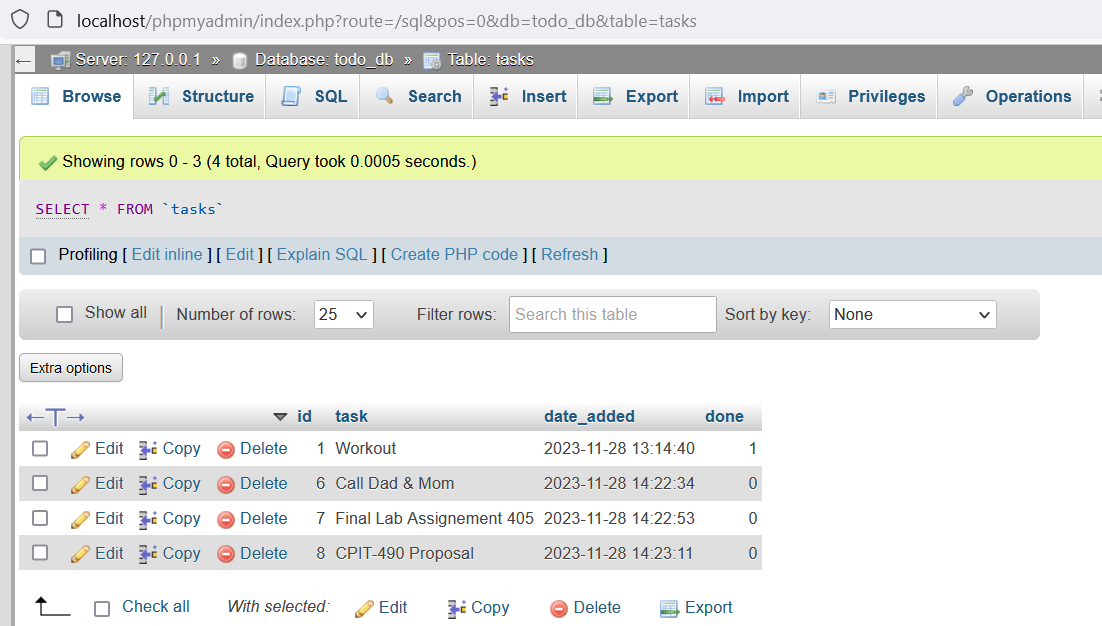 localhost/phpmyadmin/index.php?route=/sql&pos=0&db=todo_db&table=tasks
← Server: 127.0.0.1 » Database: todo_db » Table: tasks
Browse Structure SQL Search Insert Export Import Privileges Operations
Showing rows 0 - 3 (4 total, Query took 0.0005 seconds.)
SELECT * FROM `tasks`
Profiling [ Edit inline ] [ Edit ] [ Explain SQL ] [ Create PHP code ] [ Refresh ]
Show all | Number of rows: 25 Filter rows: Search this table Sort by key: None
Extra options
←T→ id task date_added done
Edit Copy Delete 1 Workout 2023-11-28 13:14:40 1
Edit Copy Delete 6 Call Dad & Mom 2023-11-28 14:22:34 0
Edit Copy Delete 7 Final Lab Assignement 405 2023-11-28 14:22:53 0
Edit Copy Delete 8 CPIT-490 Proposal 2023-11-28 14:23:11 0
Check all With selected: Edit Copy Delete Export